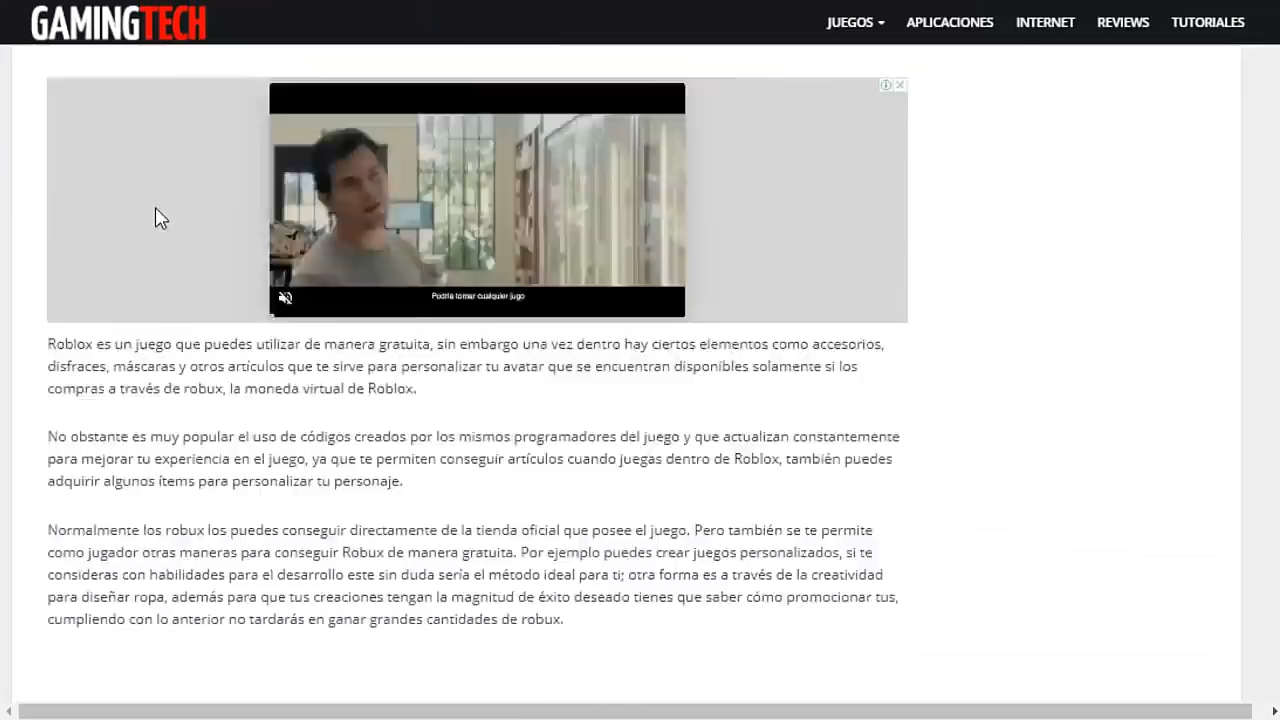 GAMINGTECH
JUEGOS APLICACIONES INTERNET REVIEWS TUTORIALES
Podría tomar cualquier jugo
Roblox es un juego que puedes utilizar de manera gratuita, sin embargo una vez dentro hay ciertos elementos como accesorios,
disfraces, máscaras y otros artículos que te sirve para personalizar tu avatar que se encuentran disponibles solamente si los
compras a través de robux, la moneda virtual de Roblox.
No obstante es muy popular el uso de códigos creados por los mismos programadores del juego y que actualizan constantemente
para mejorar tu experiencia en el juego, ya que te permiten conseguir artículos cuando juegas dentro de Roblox, también puedes
adquirir algunos ítems para personalizar tu personaje.
Normalmente los robux los puedes conseguir directamente de la tienda oficial que posee el juego. Pero también se te permite
como jugador otras maneras para conseguir Robux de manera gratuita. Por ejemplo puedes crear juegos personalizados, si te
consideras con habilidades para el desarrollo este sin duda sería el método ideal para ti; otra forma es a través de la creatividad
para diseñar ropa, además para que tus creaciones tengan la magnitud de éxito deseado tienes que saber cómo promocionar tus,
cumpliendo con lo anterior no tardarás en ganar grandes cantidades de robux.